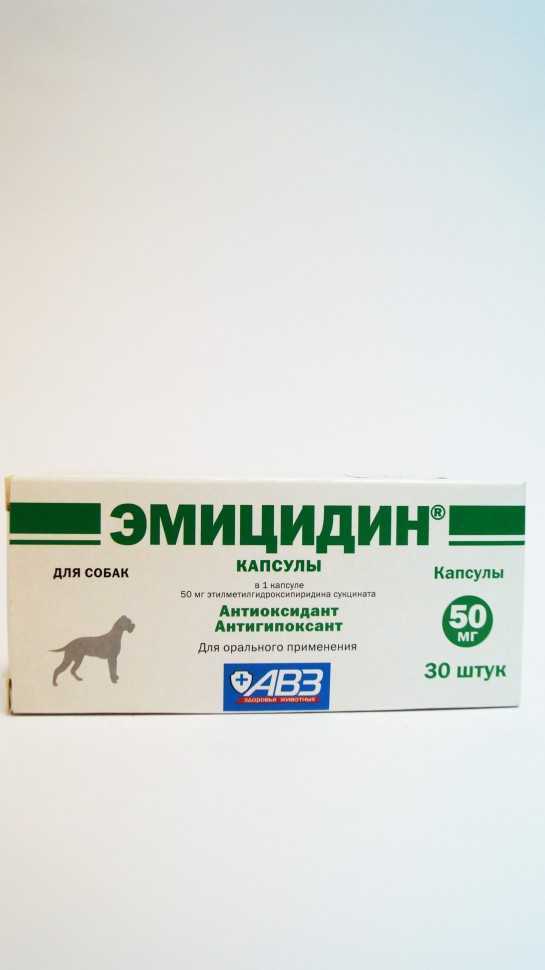 ЭМИЦИДИН®
ДЛЯ СОБАК
КАПСУЛЫ
в 1 капсуле
50 мг этилметилгидроксипиридина сукцината
Антиоксидант
Антигипоксант
Для орального применения
АВЗ
здоровье животных
Капсулы
50
МГ
30 штук